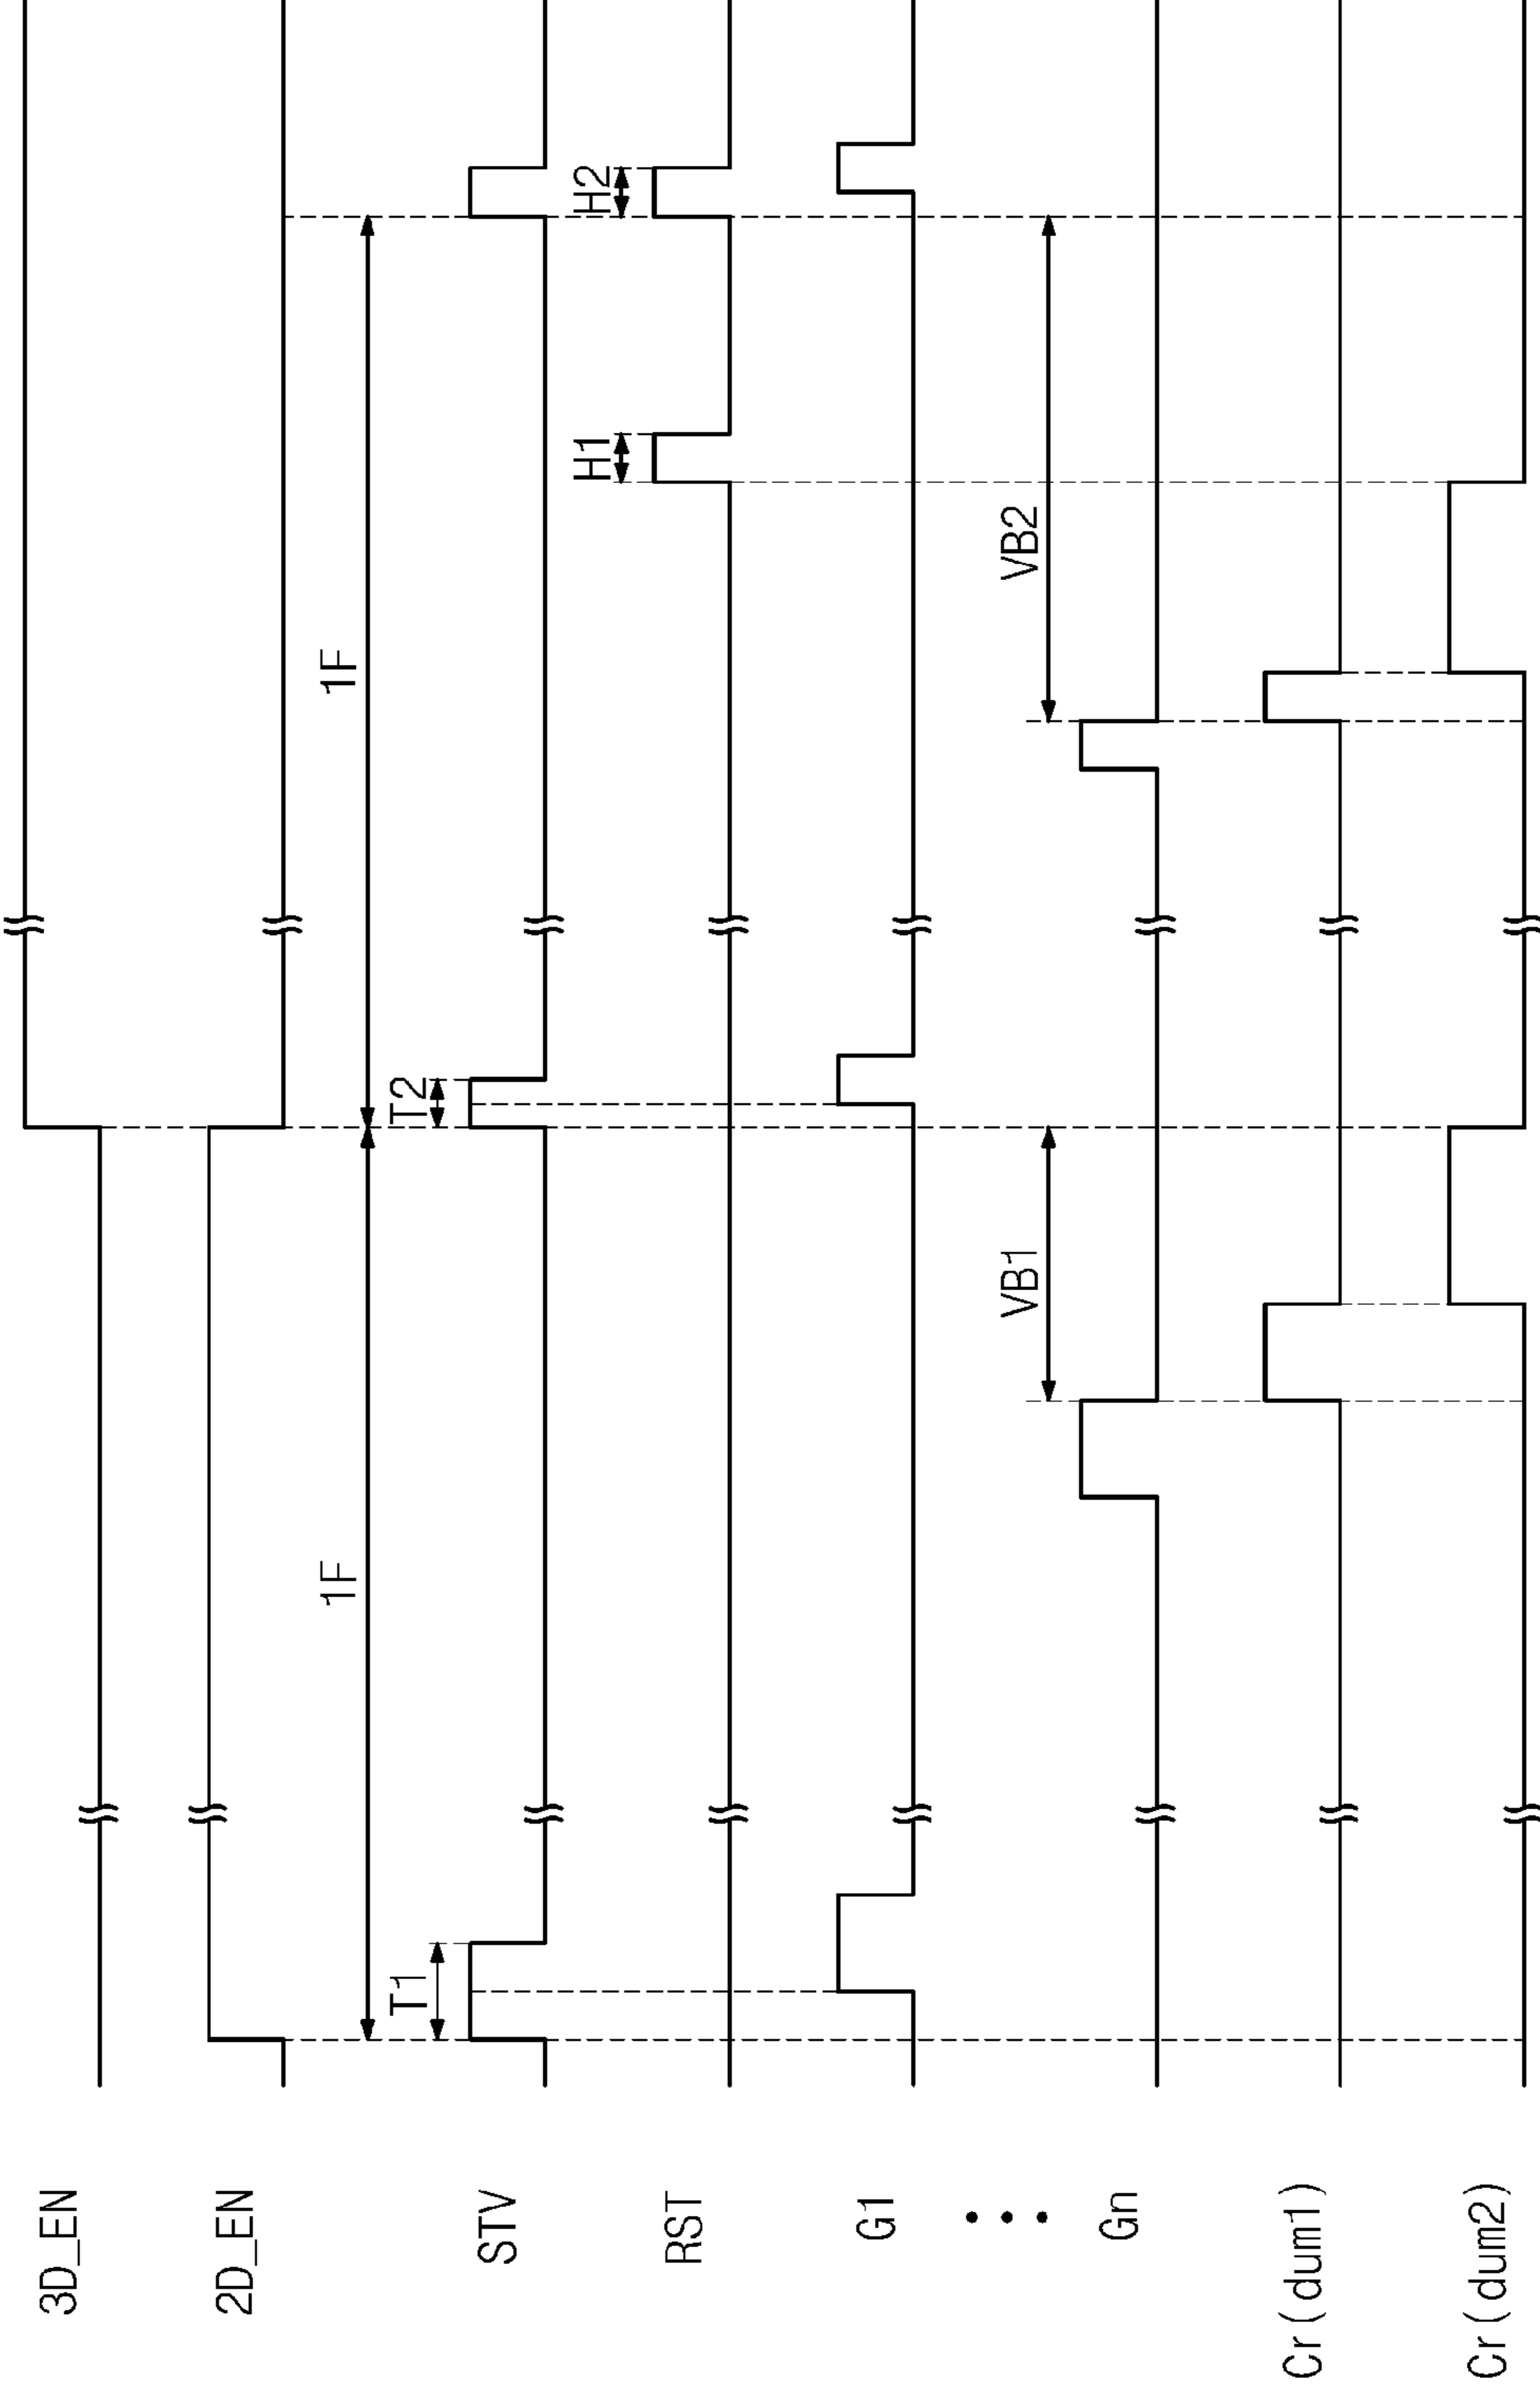 3D_EN
2D_EN
1F
1F
T1
T2
STV
H1
H2
RST
G1
VB1
VB2
Gn
Cr(dum1)
Cr(dum2)